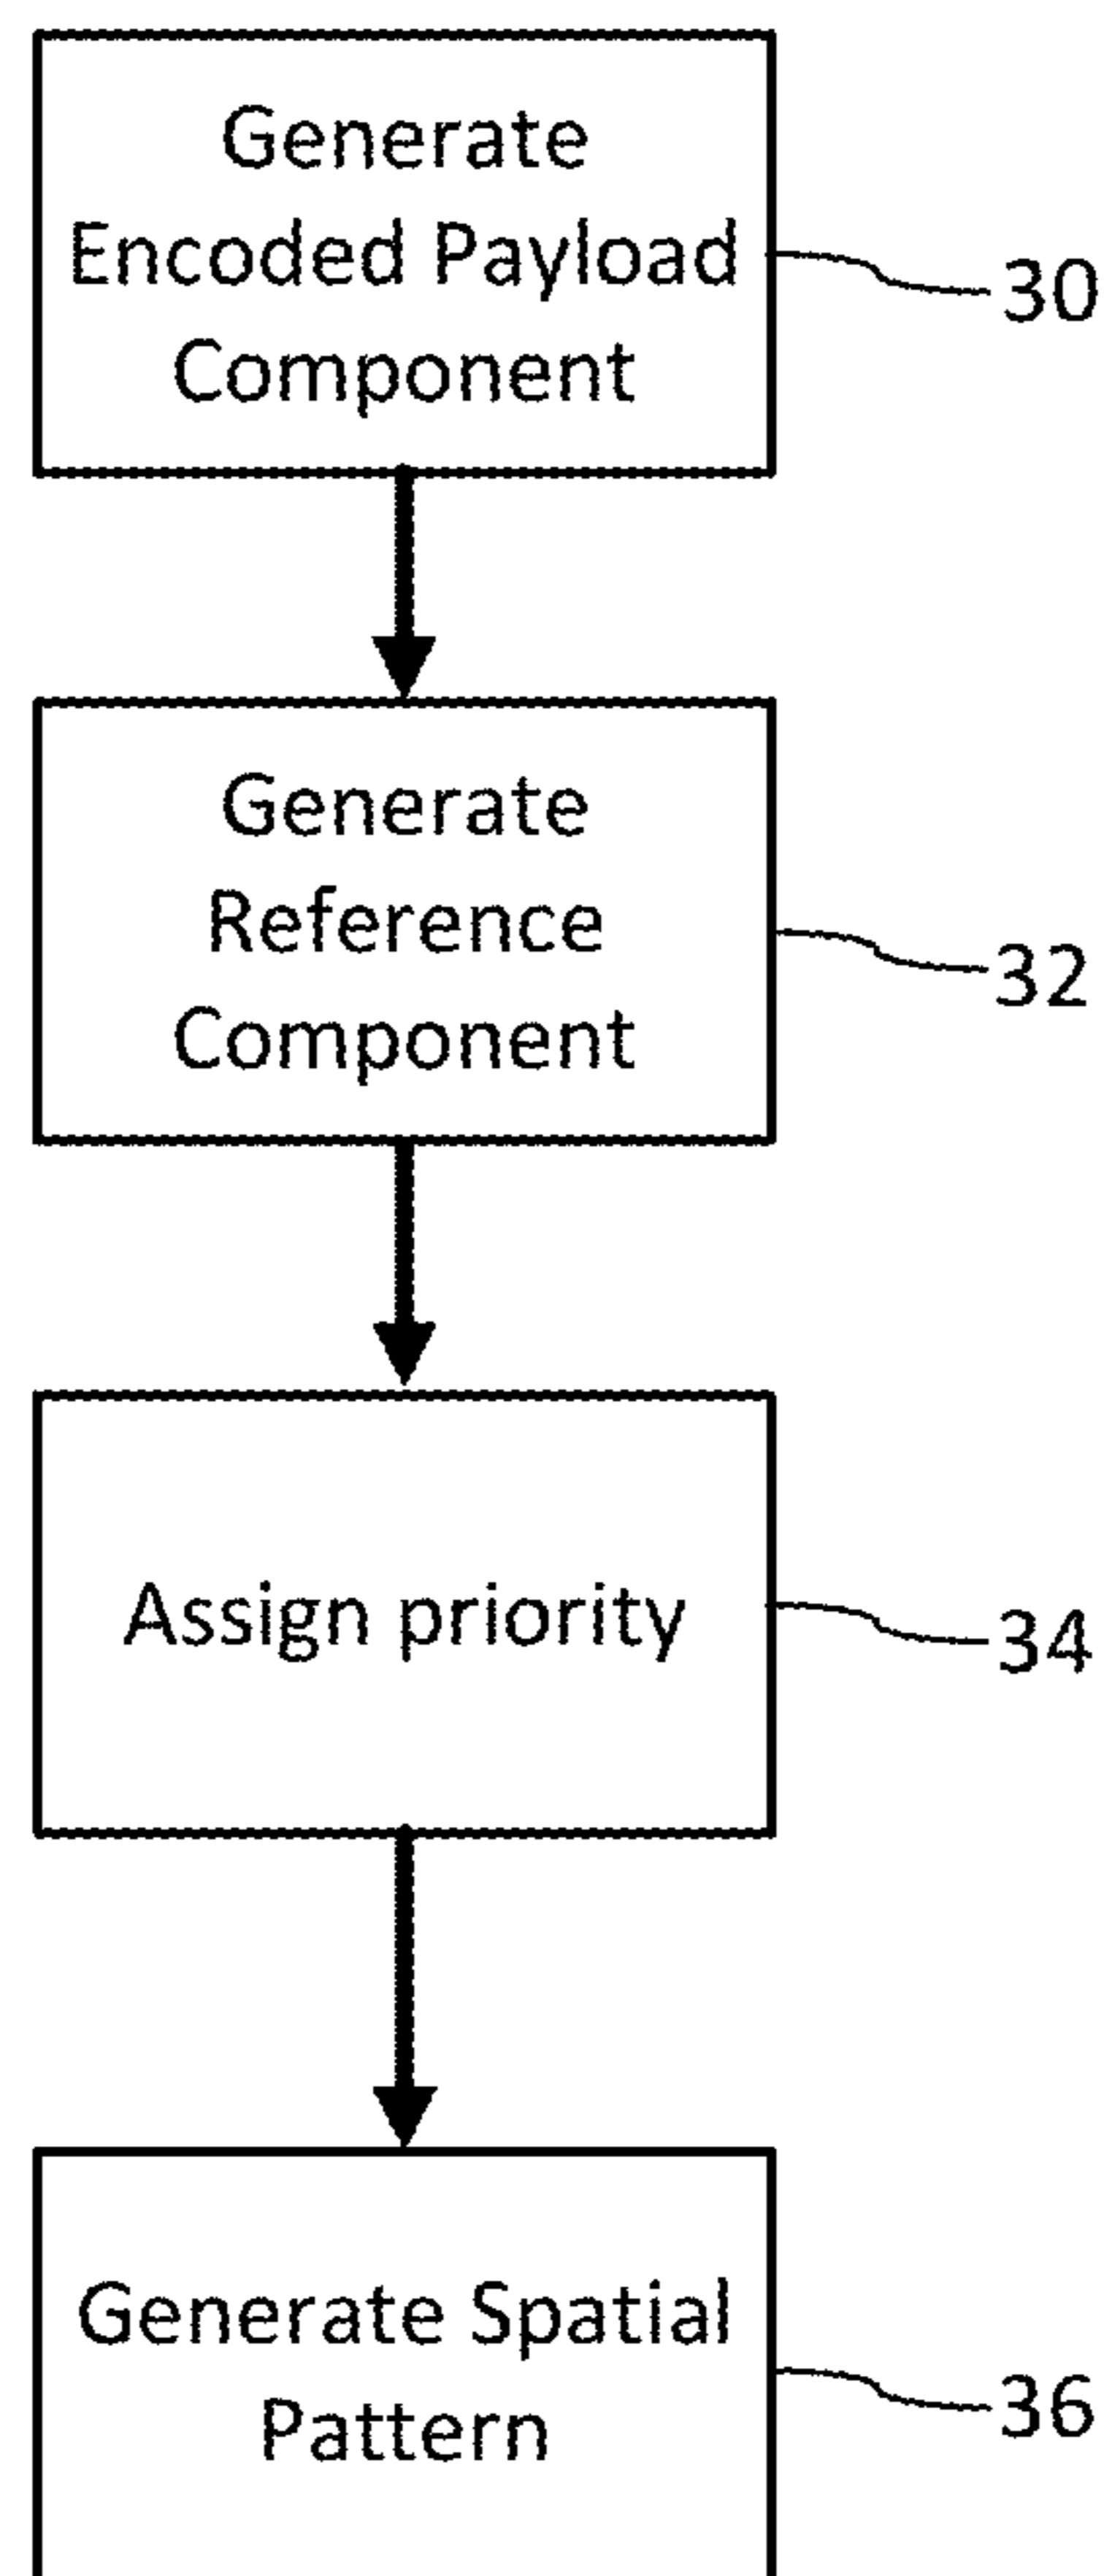 Generate
Encoded Payload
Component
30
Generate
Reference
Component
32
Assign priority
34
Generate Spatial
Pattern
36